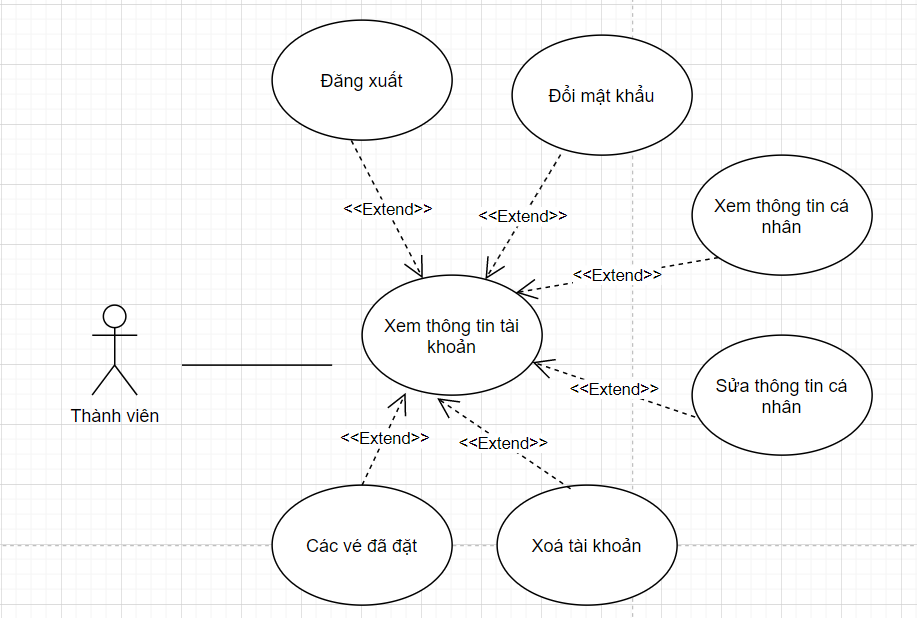 Đăng xuất
Đổi mật khẩu
<<Extend>>
<<Extend>>
Xem thông tin cá
nhân
<<Extend>>
Xem thông tin tài
khoản
Thành viên
<<Extend>>
Sửa thông tin cá
nhân
<<Extend>>
<<Extend>>
Các vé đã đặt
Xoá tài khoản